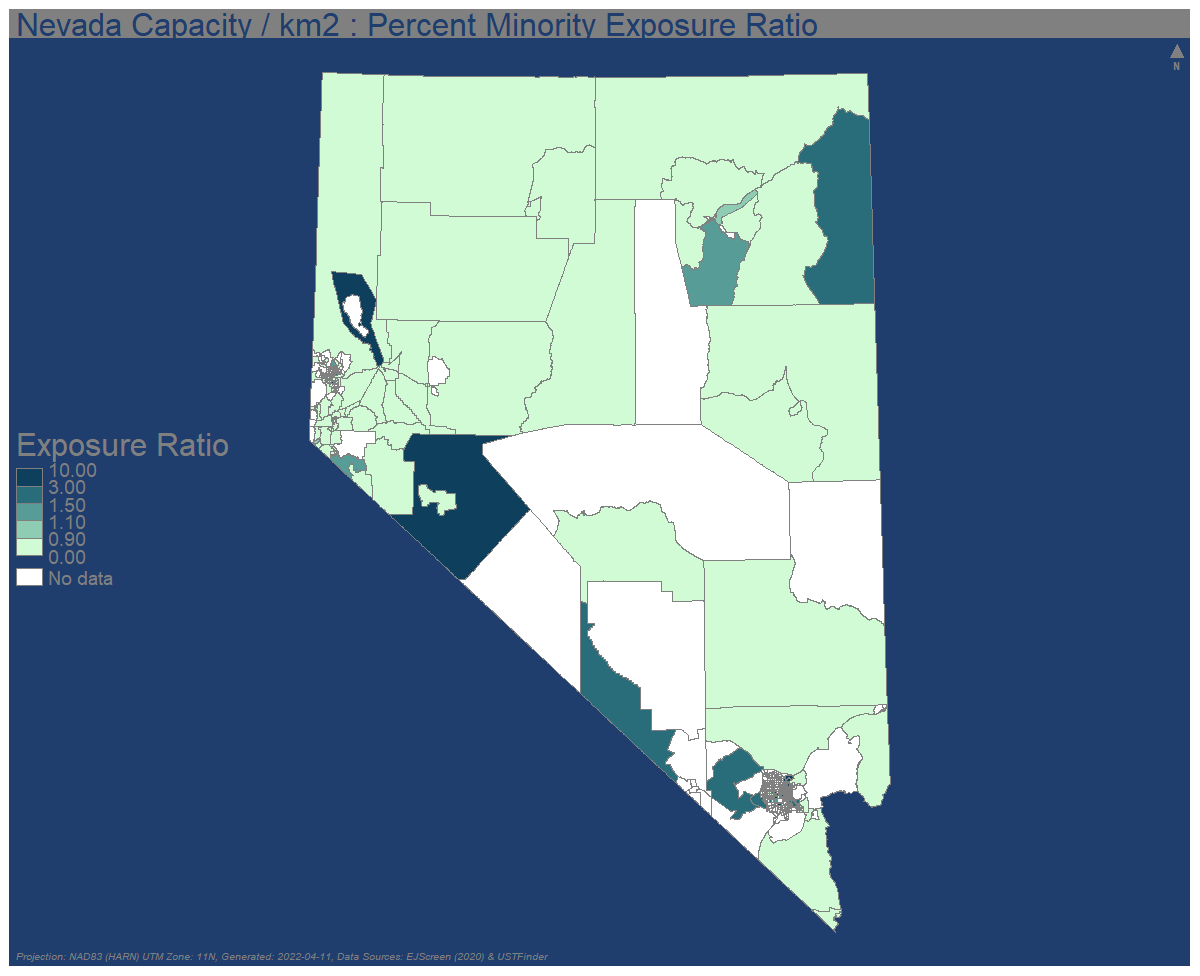 Nevada Capacity / km2 : Percent Minority Exposure Ratio
N
Exposure Ratio
10.00
3.00
1.50
1.10
0.90
0.00
No data
Projection: NAD83 (HARN) UTM Zone: 11N, Generated: 2022-04-11, Data Sources: EJScreen (2020) & USTFinder